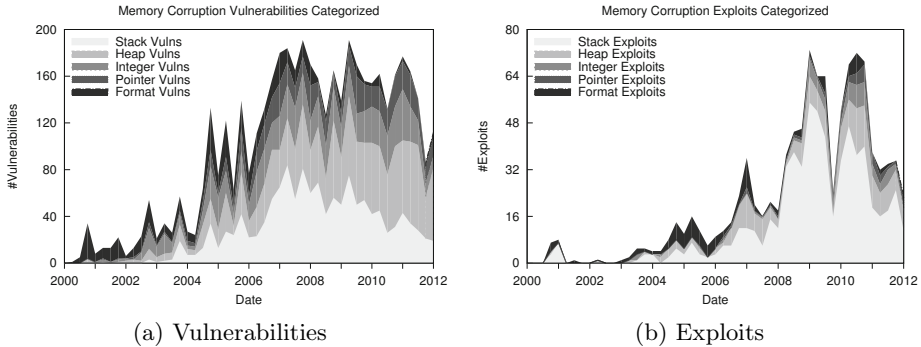 Memory Corruption Vulnerabilities Categorized
200
160
120
80
40
0
#Vulnerabilities
Stack Vulns
Heap Vulns
Integer Vulns
Pointer Vulns
Format Vulns
2000 2002 2004 2006 2008 2010 2012
Date
(a) Vulnerabilities
Memory Corruption Exploits Categorized
80
64
48
32
16
0
#Exploits
Stack Exploits
Heap Exploits
Integer Exploits
Pointer Exploits
Format Exploits
2000 2002 2004 2006 2008 2010 2012
Date
(b) Exploits